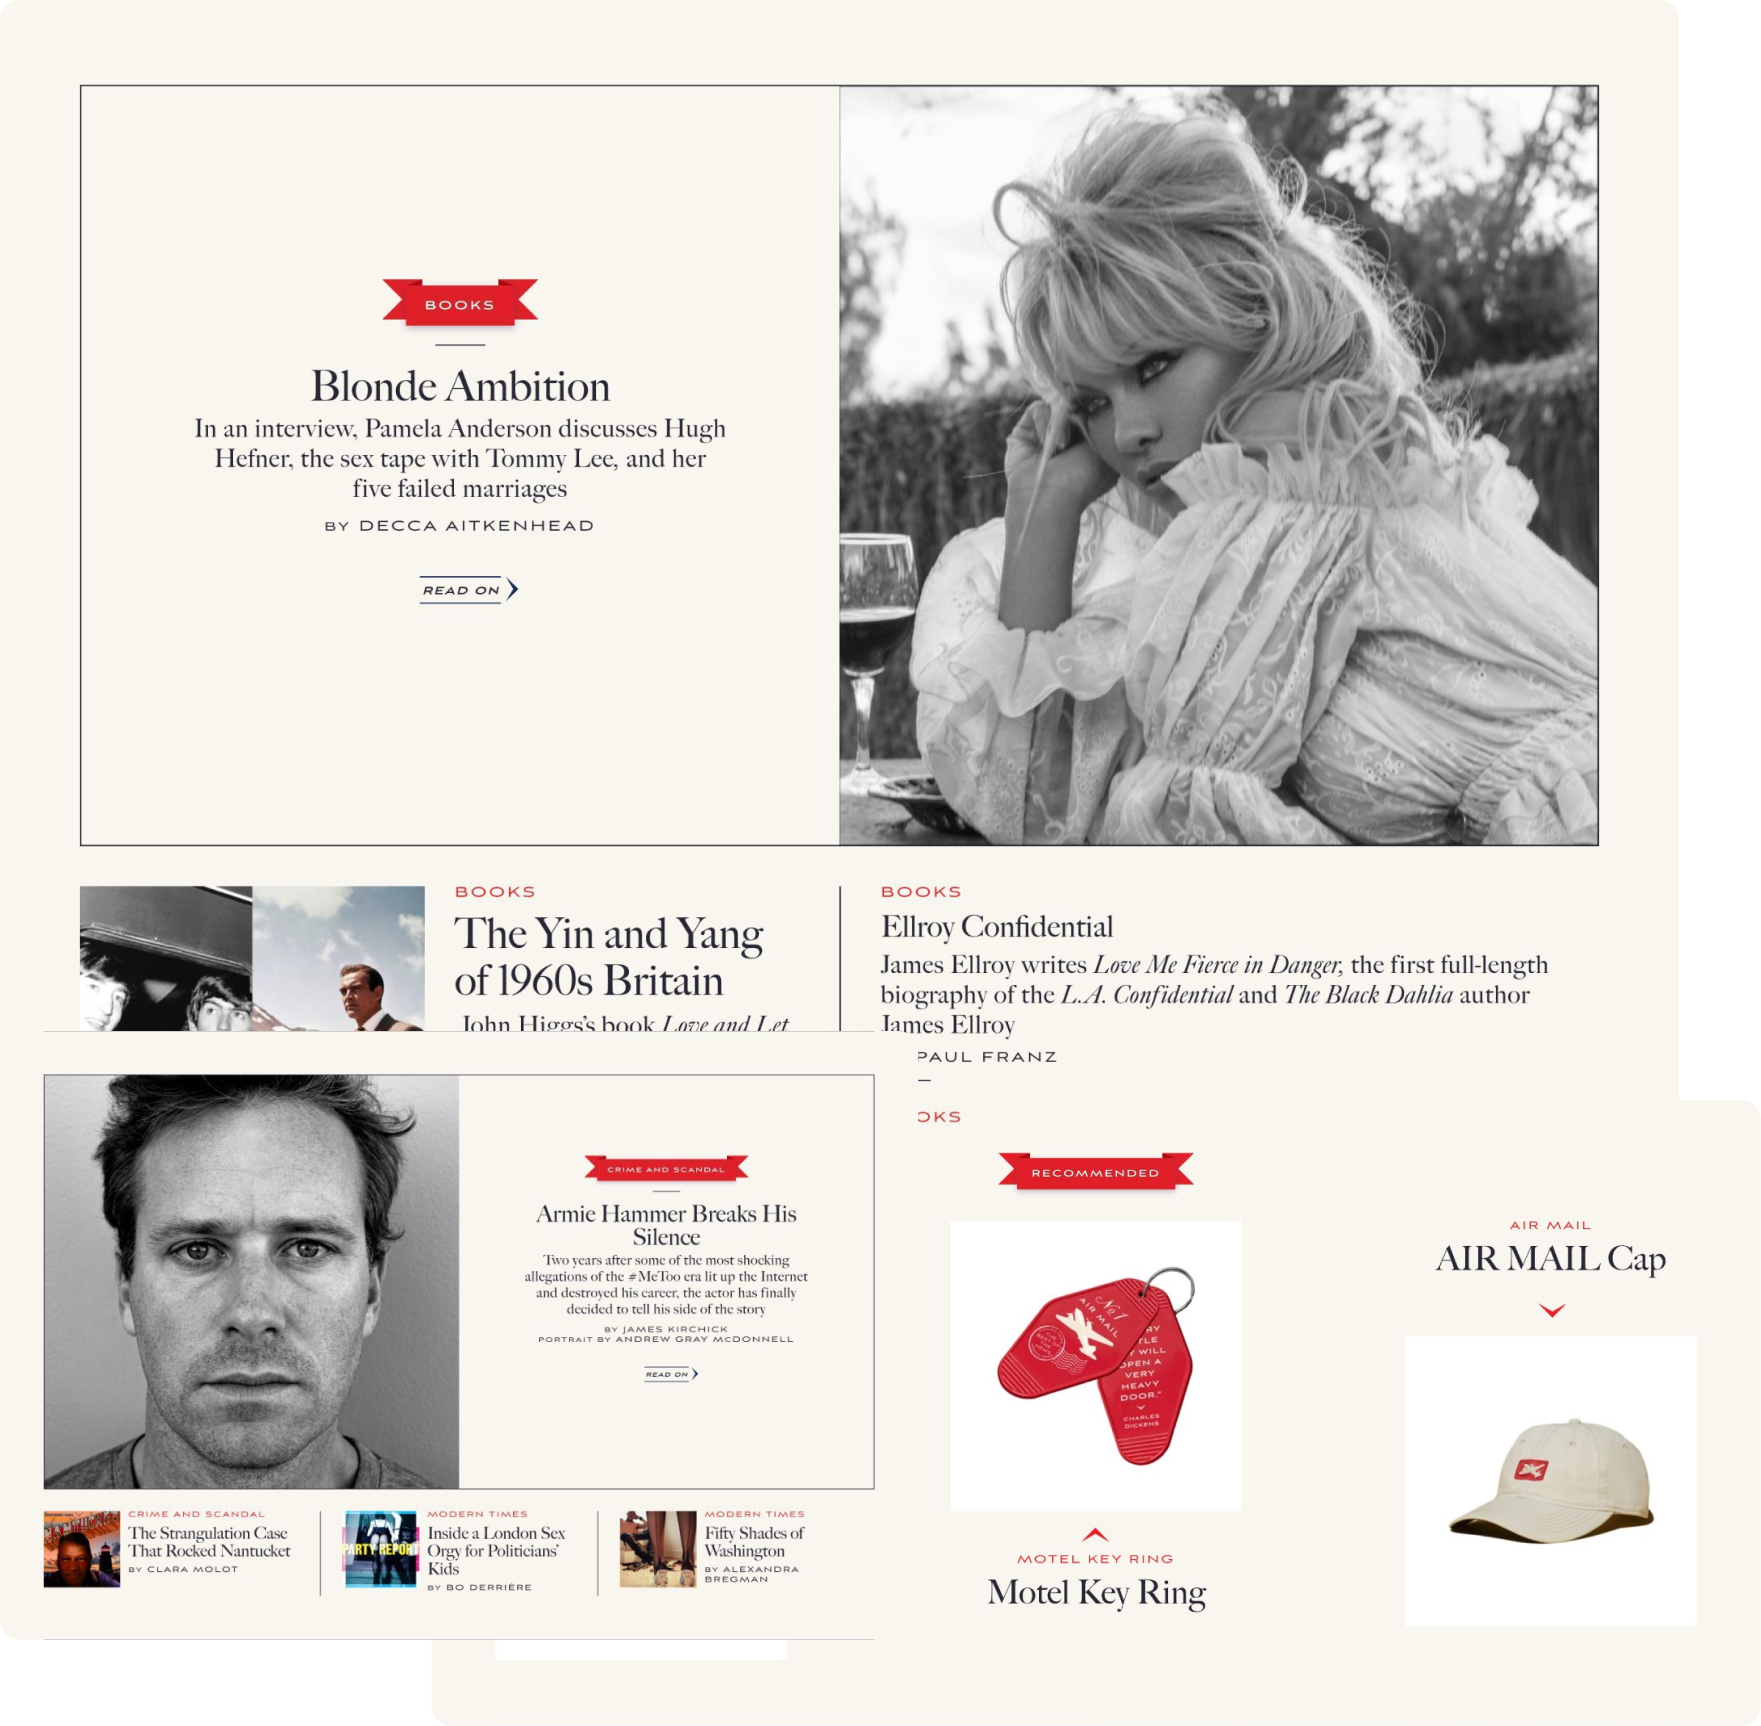 BOOKS
Blonde Ambition
In an interview, Pamela Anderson discusses Hugh
Hefner, the sex tape with Tommy Lee, and her
five failed marriages
BY DECCA AITKENHEAD
READ ON
BOOKS
The Yin and Yang
of 1960s Britain
John Higgs's book Love and Let
BOOKS
Ellroy Confidential
James Ellroy writes Love Me Fierce in Danger, the first full-length
biography of the L.A. Confidential and The Black Dahlia author
James Ellroy
PAUL FRANZ
OKS
CRIME AND SCANDAL
Armie Hammer Breaks His
Silence
Two years after some of the most shocking
allegations of the #MeToo era lit up the Internet
and destroyed his career, the actor has finally
decided to tell his side of the story
BY JAMES KIRCHICK
PORTRAIT BY ANDREW GRAY McDONNELL
READ ON
CRIME AND SCANDAL
The Strangulation Case
That Rocked Nantucket
BY CLARA MOLOT
PARTY REPORT
MODERN TIMES
Inside a London Sex
Orgy for Politicians'
Kids
BY BO DERRIÈRE
MODERN TIMES
Fifty Shades of
Washington
BY ALEXANDRA
BREGMAN
RECOMMENDED
No. 1
AIR MAIL
WILL
OPEN A
VERY
HEAVY
DOOR."
CHARLES
DICKENS
MOTEL KEY RING
Motel Key Ring
AIR MAIL
AIR MAIL Cap